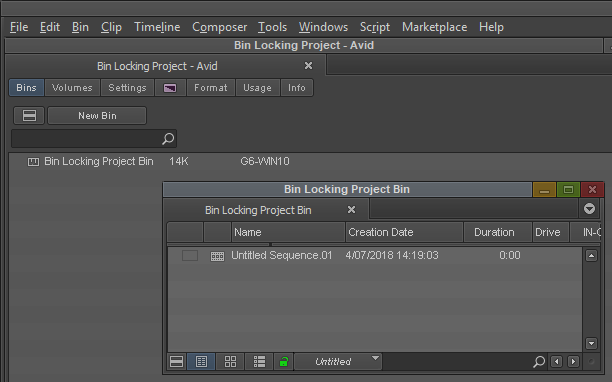 File Edit Bin Clip Timeline Composer Tools Windows Script Marketplace Help
Bin Locking Project - Avid
Bin Locking Project - Avid
Bins Volumes Settings Format Usage Info
New Bin
Bin Locking Project Bin 14K G6-WIN10
Bin Locking Project Bin
Bin Locking Project Bin
Name Creation Date Duration Drive
Untitled Sequence.01 4/07/2018 14:19:03 0:00
Untitled